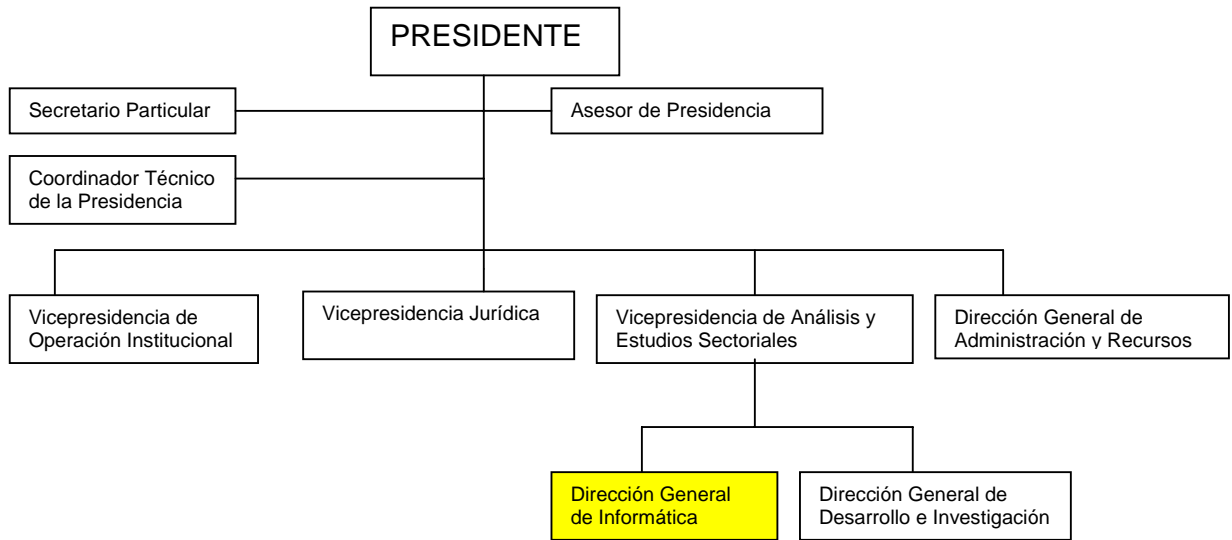 PRESIDENTE
Secretario Particular
Asesor de Presidencia
Coordinador Técnico
de la Presidencia
Vicepresidencia de
Operación Institucional
Vicepresidencia Jurídica
Vicepresidencia de Análisis y
Estudios Sectoriales
Dirección General de
Administración y Recursos
Dirección General
de Informática
Dirección General de
Desarrollo e Investigación